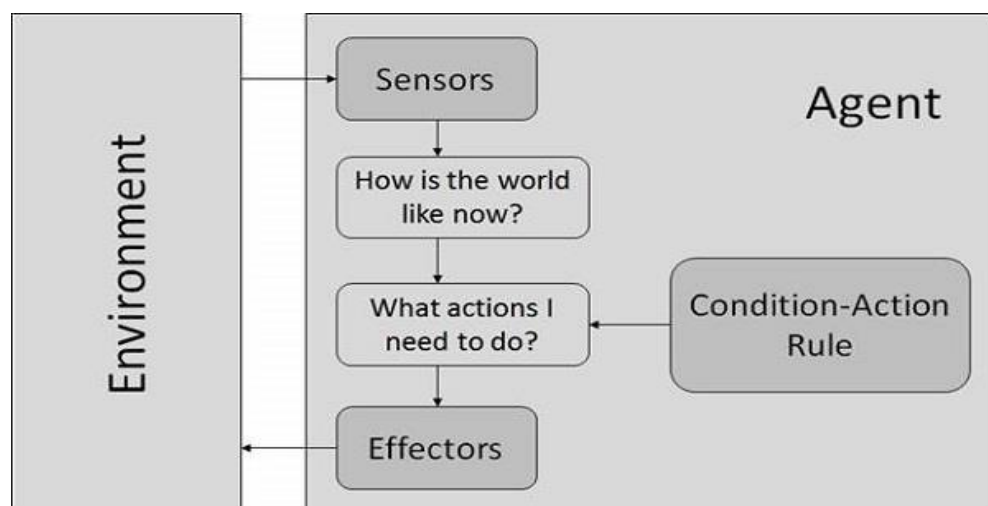 Environment
Agent
Sensors
How is the world
like now?
What actions I
need to do?
Condition-Action
Rule
Effectors